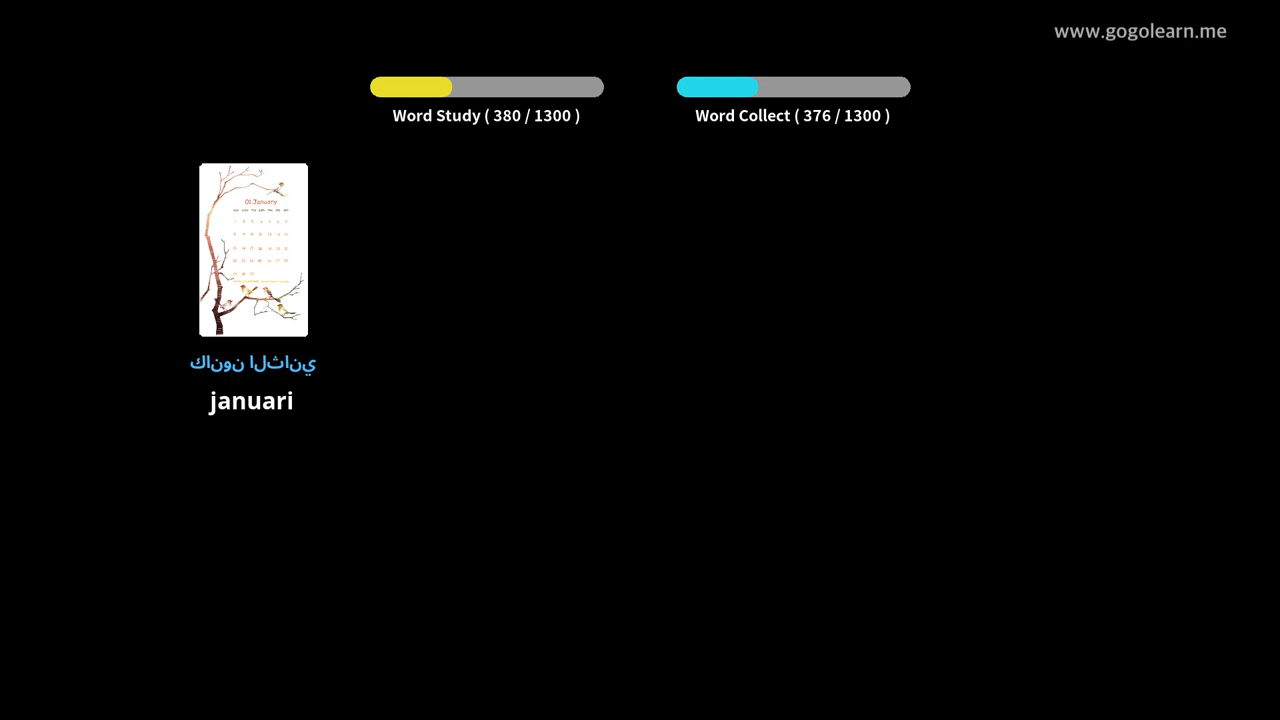 www.gogolearn.me
Word Study ( 380 / 1300 )
Word Collect ( 376 / 1300 )
01.January
كانون الثاني
januari